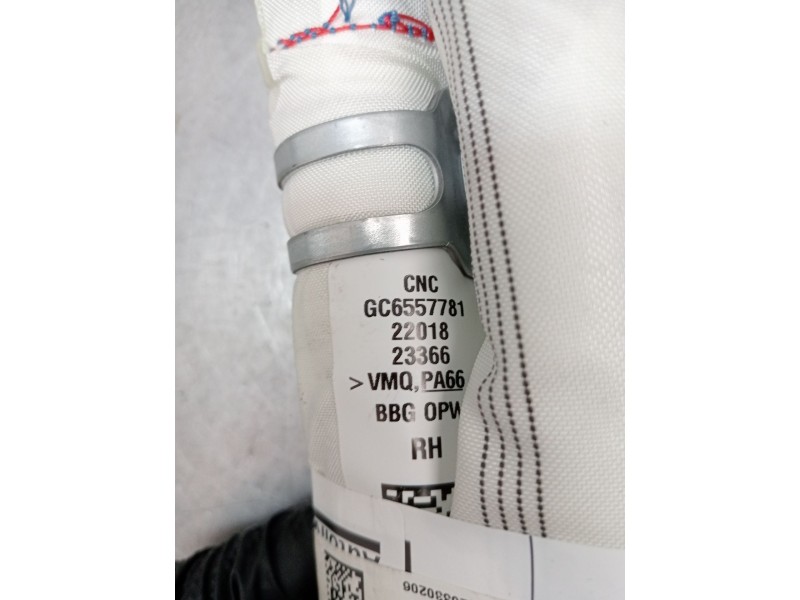 CNC
GC6557781
22018
23366
>VMQ,PA66
BBG OPW
RH